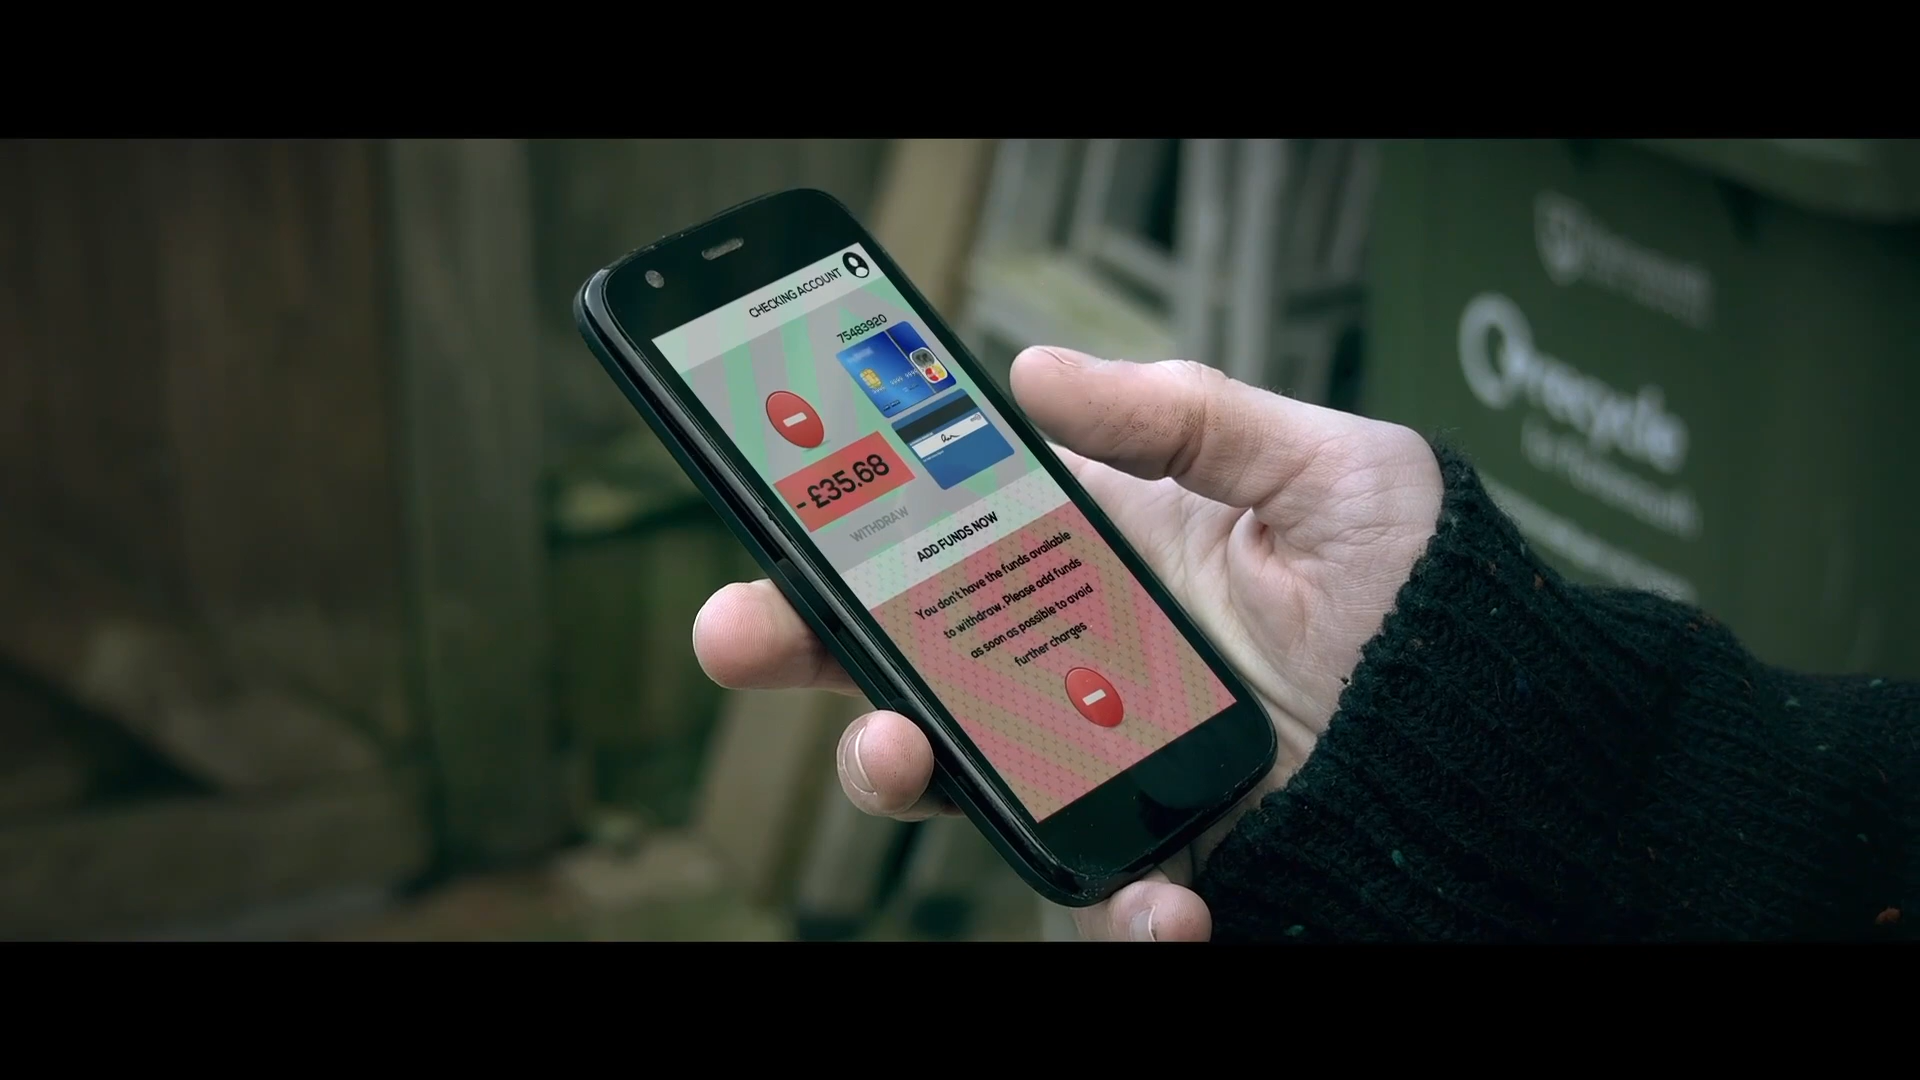 CHECKING ACCOUNT
75483920
- £35.68
WITHDRAW
ADD FUNDS NOW
You don't have the funds available
to withdraw. Please add funds
as soon as possible to avoid
further charges
recycle